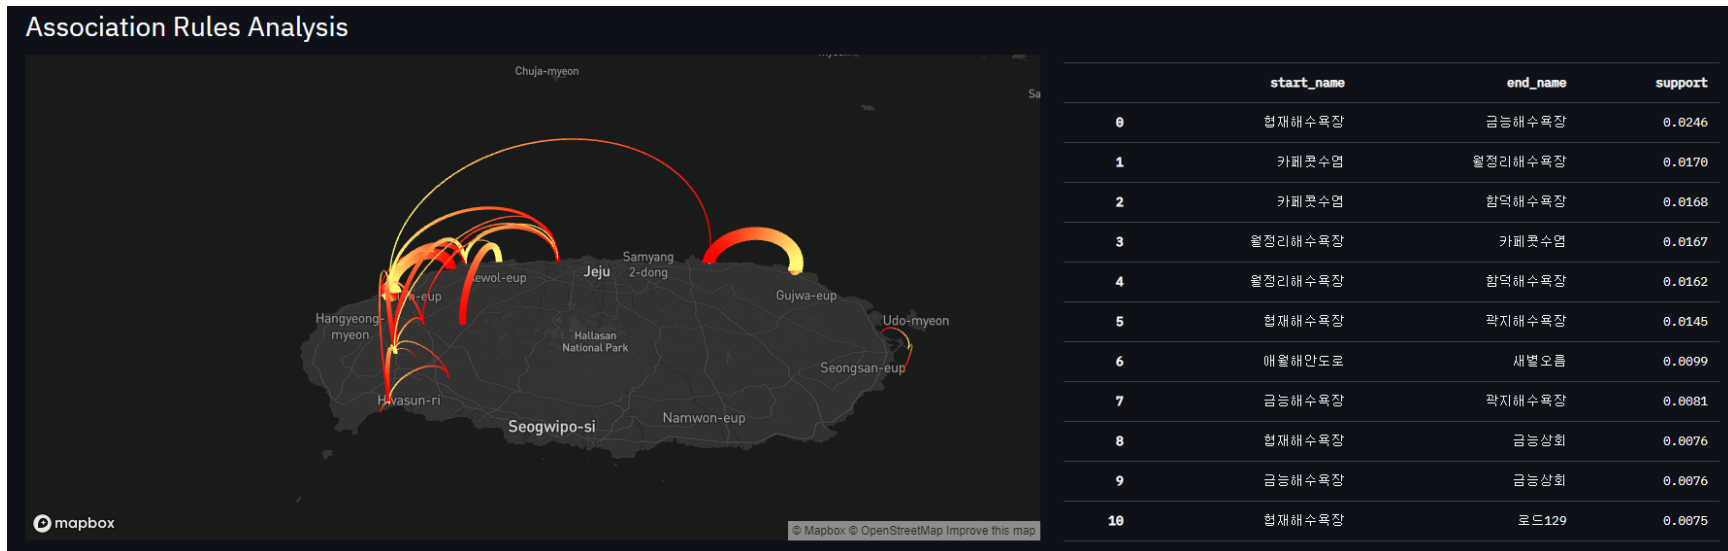 Association Rules Analysis
Chuja-myeon
Sa
Samyang
2-dong
Jeju
ewol-eup
-eup
Gujwa-eup
Hangyeong-
myeon
Udo-myeon
Hallasan
National Park
Seongsan-eup
Hwasun-ri
Namwon-eup
Seogwipo-si
mapbox
© Mapbox © OpenStreetMap Improve this map
start_name end_name support
0 협재해수욕장 금능해수욕장 0.0246
1 카페콧수염 월정리해수욕장 0.0170
2 카페콧수염 함덕해수욕장 0.0168
3 월정리해수욕장 카페콧수염 0.0167
4 월정리해수욕장 함덕해수욕장 0.0162
5 협재해수욕장 곽지해수욕장 0.0145
6 애월해안도로 새별오름 0.0099
7 금능해수욕장 곽지해수욕장 0.0081
8 협재해수욕장 금능상회 0.0076
9 금능해수욕장 금능상회 0.0076
10 협재해수욕장 로드129 0.0075